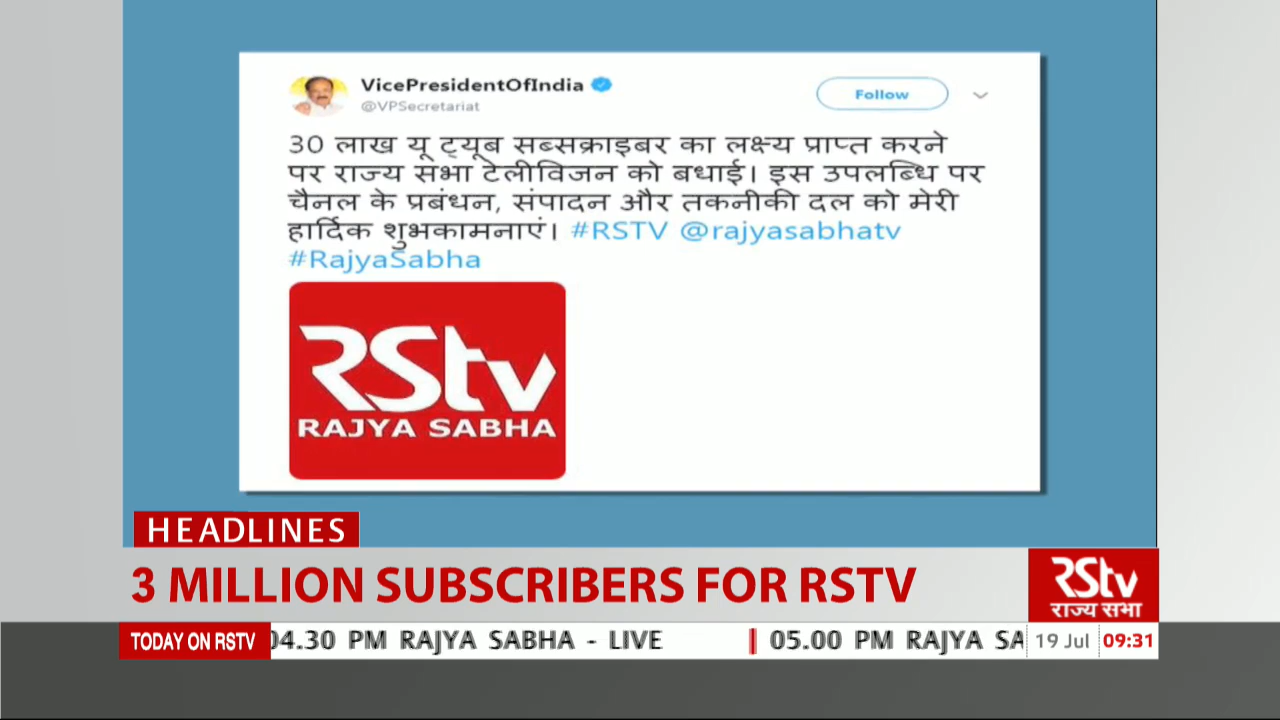 VicePresidentOfIndia
@VPSecretariat
Follow
30 लाख यू ट्यूब सब्सक्राइबर का लक्ष्य प्राप्त करने
पर राज्य सभा टेलीविजन को बधाई। इस उपलब्धि पर
चैनल के प्रबंधन, संपादन और तकनीकी दल को मेरी
हार्दिक शुभकामनाएं। #RSTV @rajyasabhatv
#RajyaSabha
RStv
RAJYA SABHA
HEADLINES
3 MILLION SUBSCRIBERS FOR RSTV
RStv
राज्य सभा
TODAY ON RSTV 04.30 PM RAJYA SABHA - LIVE | 05.00 PM RAJYA SA 19 Jul 09:31